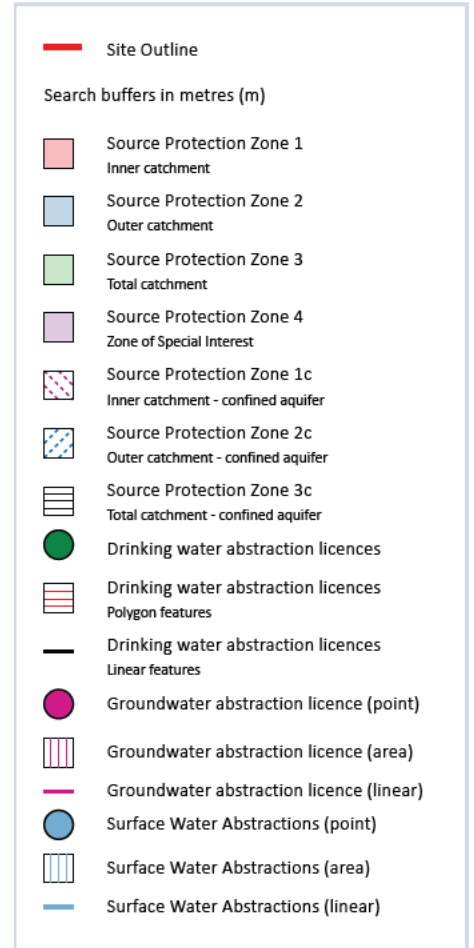 Site Outline
Search buffers in metres (m)
Source Protection Zone 1
Inner catchment
Source Protection Zone 2
Outer catchment
Source Protection Zone 3
Total catchment
Source Protection Zone 4
Zone of Special Interest
Source Protection Zone 1c
Inner catchment - confined aquifer
Source Protection Zone 2c
Outer catchment - confined aquifer
Source Protection Zone 3c
Total catchment - confined aquifer
Drinking water abstraction licences
Drinking water abstraction licences
Polygon features
Drinking water abstraction licences
Linear features
Groundwater abstraction licence (point)
Groundwater abstraction licence (area)
Groundwater abstraction licence (linear)
Surface Water Abstractions (point)
Surface Water Abstractions (area)
Surface Water Abstractions (linear)